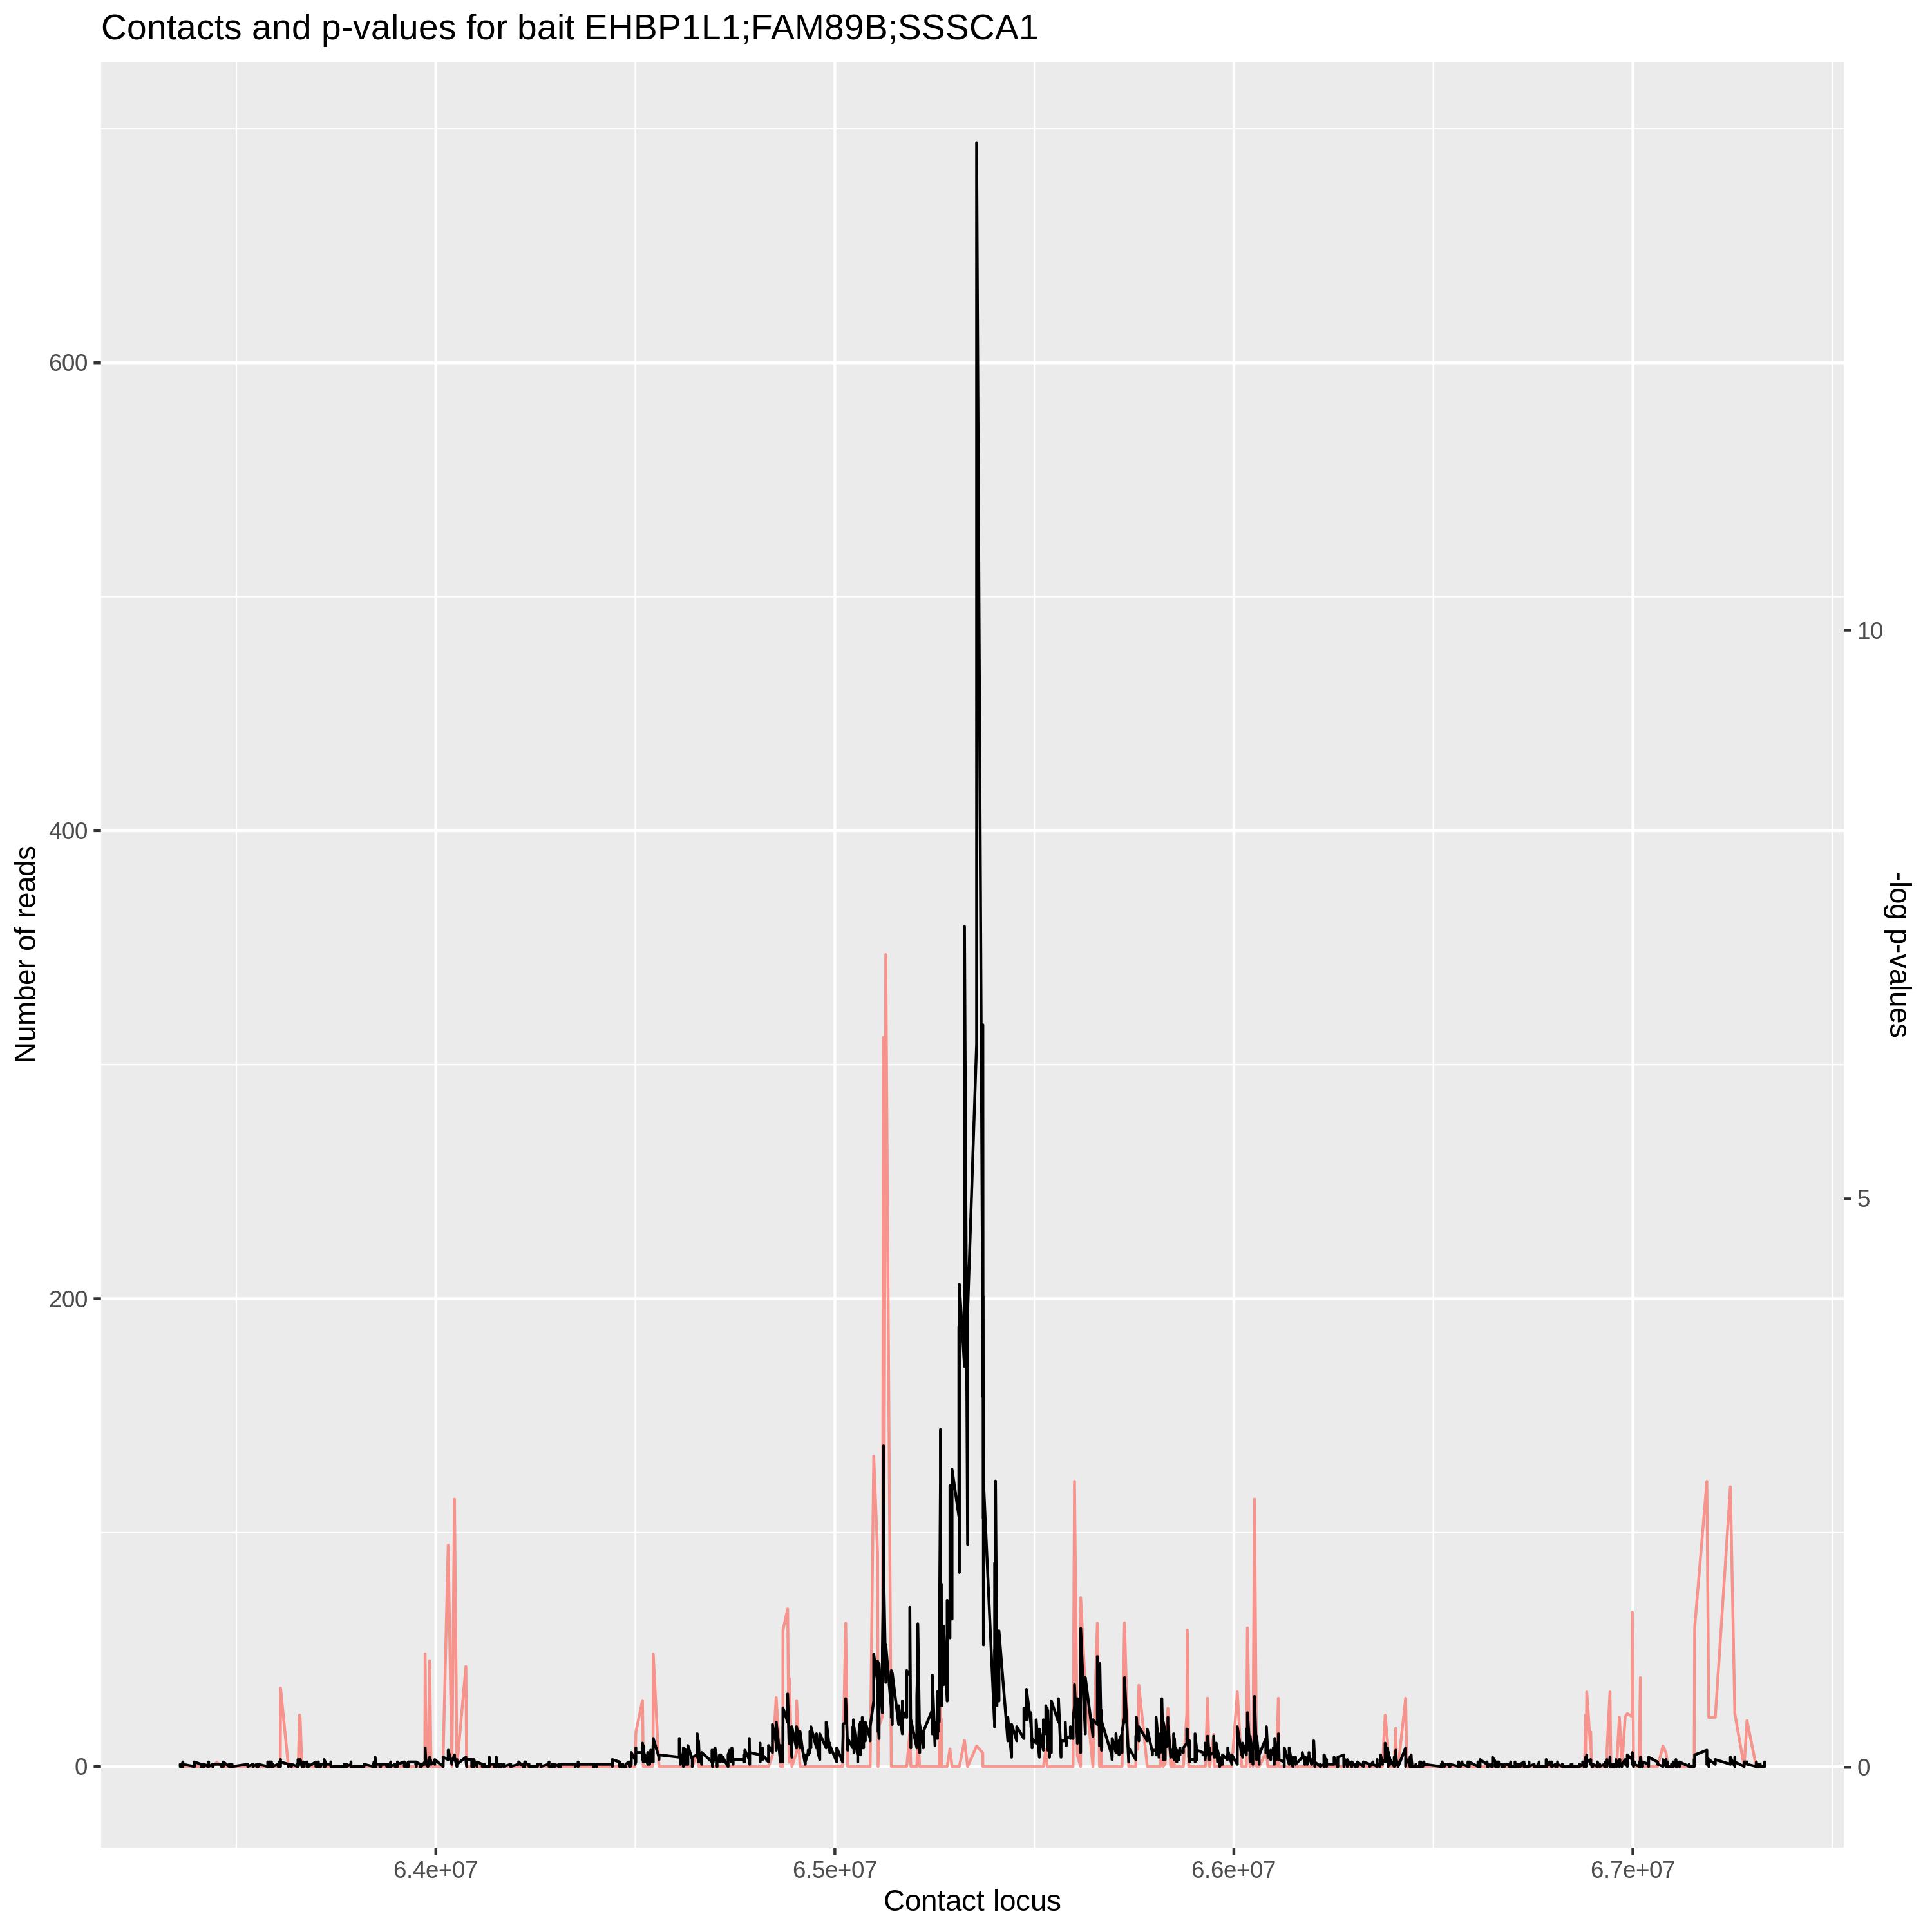 Contacts and p-values for bait EHBP1L1;FAM89B;SSSCA1
600
400
200
0
Number of reads
10
5
0
-log p-values
6.4e+07
6.5e+07
6.6e+07
6.7e+07
Contact locus